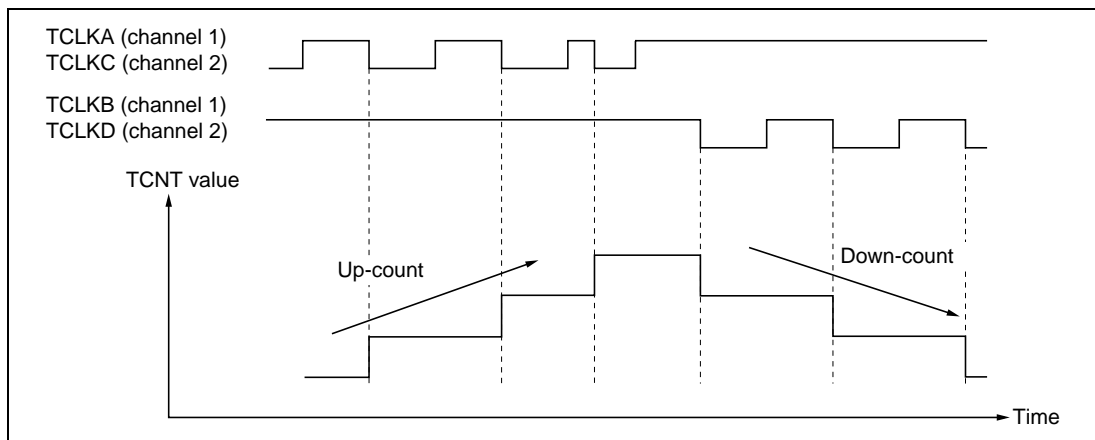 TCLKA (channel 1)
TCLKC (channel 2)
TCLKB (channel 1)
TCLKD (channel 2)
TCNT value
Up-count
Down-count
Time